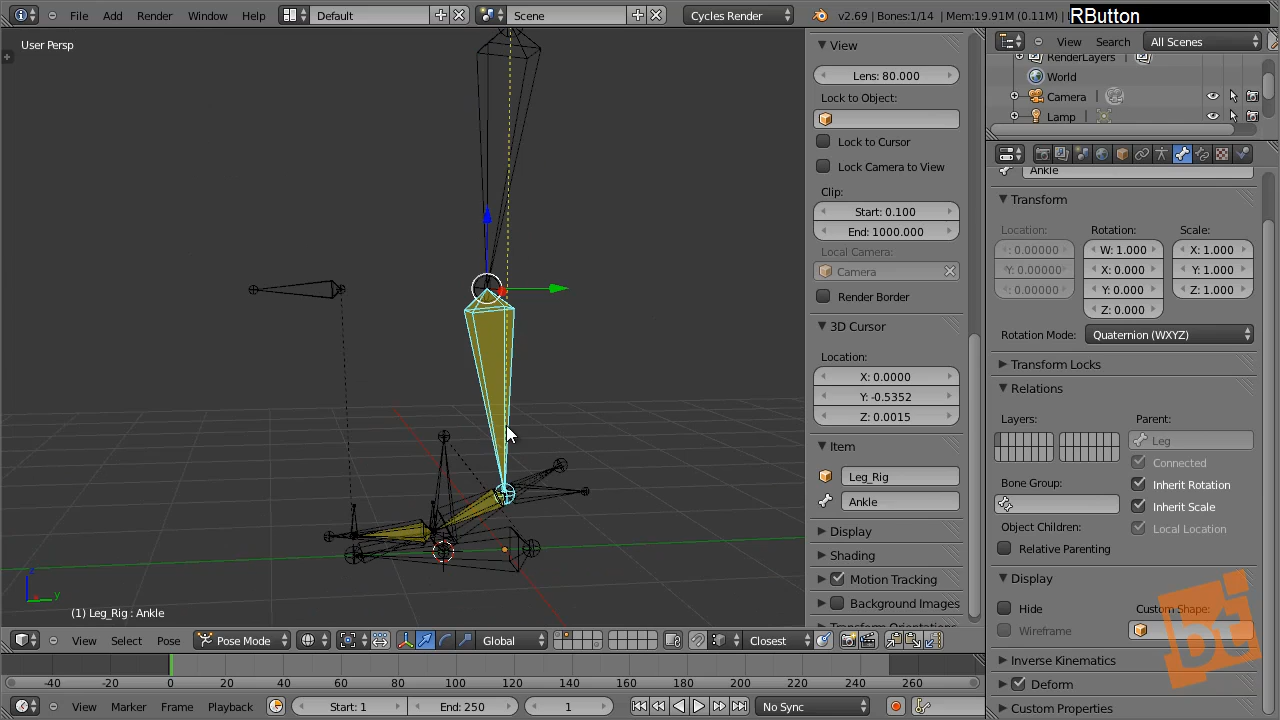 File Render Window Help Default Scene Cycles Render v2.69 | Bones:1/14 | Mem:19.91M (0.11M) RButton
User Persp
View
Lens: 80.000
Lock to Object:
Lock to Cursor
Lock Camera to View
Clip:
Start: 0.100
End: 1000.000
Local Camera:
Camera
Render Border
3D Cursor
Location:
X: 0.0000
Y: -0.5352
Z: 0.0015
Item
Leg_Rig
Ankle
Display
Shading
Motion Tracking
Background Images
View Search All Scenes
RenderLayers
World
Camera
Lamp
Ankle
Transform
Location: Rotation: Scale:
: 0.00000 W: 1.000 X: 1.000
Y: 0.00000 X: 0.000 Y: 1.000
: 0.00000 Y: 0.000 Z: 1.000
Z: 0.000
Rotation Mode: Quaternion (WXYZ)
Transform Locks
Relations
Layers: Parent:
Leg
Connected
Bone Group: Inherit Rotation
Inherit Scale
Object Children: Local Location
Relative Parenting
Display
Hide Custom Shape:
Wireframe
bt
Inverse Kinematics
Deform
Custom Properties
z
y
(1) Leg_Rig : Ankle
View Select Pose Pose Mode Global Closest
-40 -20 0 20 40 60 80 100 120 140 160 180 200 220 240 260
View Marker Frame Playback Start: 1 End: 250 1 No Sync